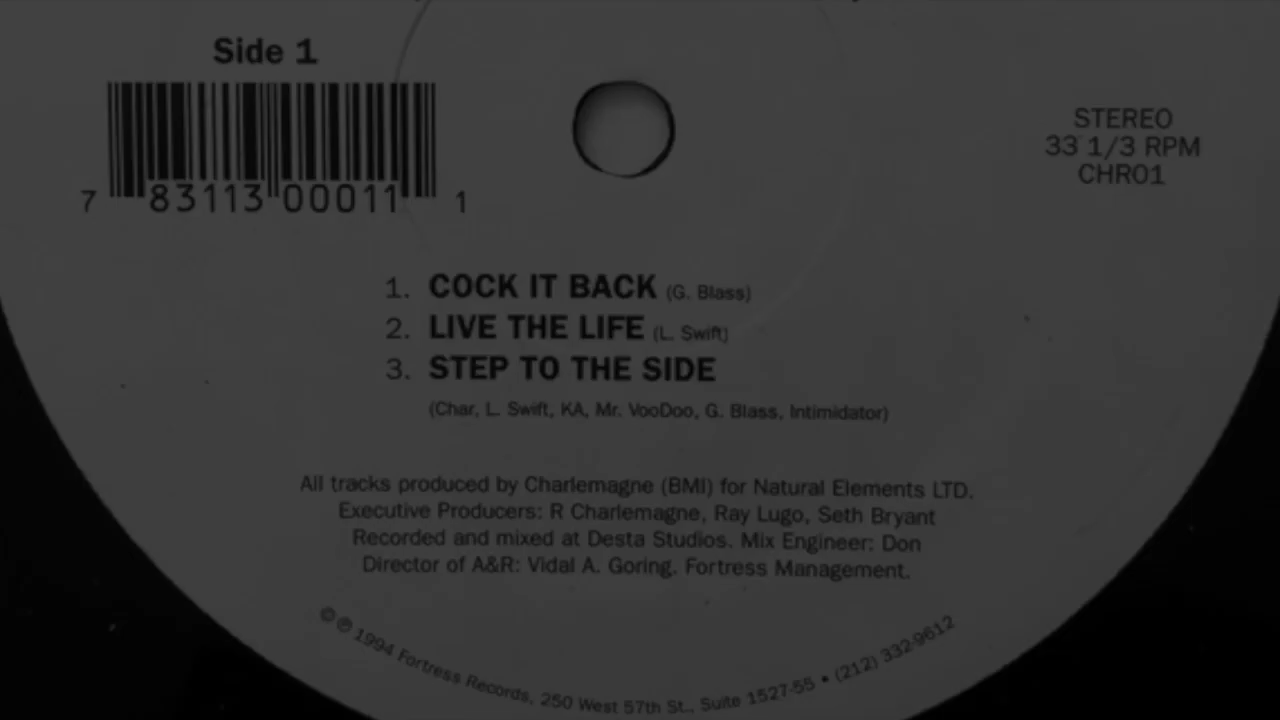 Side 1
7 83113 00011 1
STEREO
33 1/3 RPM
CHR01
1. COCK IT BACK (G. Blass)
2. LIVE THE LIFE (L. Swift)
3. STEP TO THE SIDE
(Char, L. Swift, KA, Mr. VooDoo, G. Blass, Intimidator)
All tracks produced by Charlemagne (BMI) for Natural Elements LTD.
Executive Producers: R Charlemagne, Ray Lugo, Seth Bryant
Recorded and mixed at Desta Studios. Mix Engineer: Don
Director of A&R: Vidal A. Goring. Fortress Management.
© ℗ 1994 Fortress Records, 250 West 57th St., Suite 1527-55 • (212) 332-9612